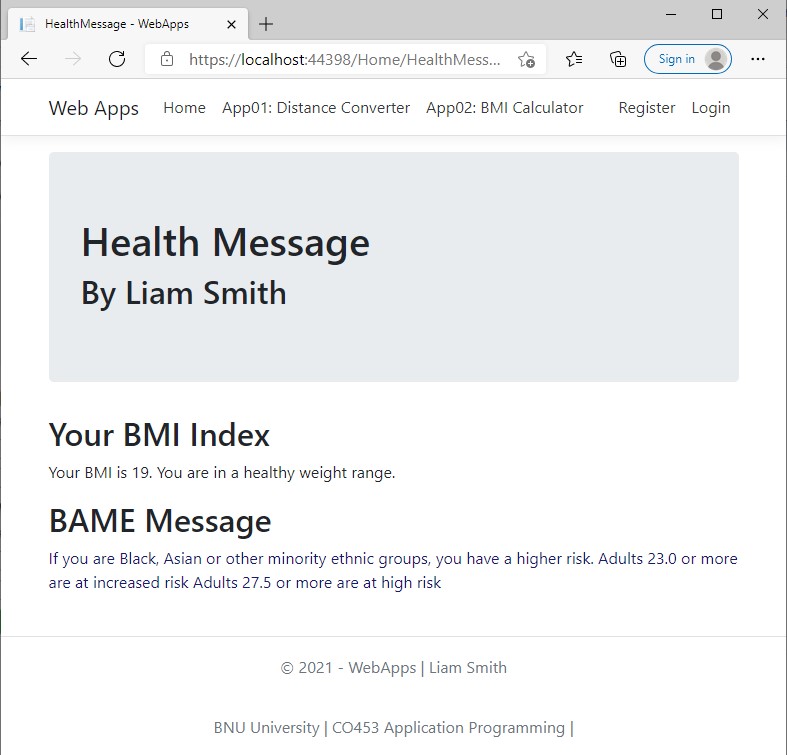 HealthMessage - WebApps
https://localhost:44398/Home/HealthMess...
Sign in
Web Apps Home App01: Distance Converter App02: BMI Calculator Register Login
Health Message
By Liam Smith
Your BMI Index
Your BMI is 19. You are in a healthy weight range.
BAME Message
If you are Black, Asian or other minority ethnic groups, you have a higher risk. Adults 23.0 or more
are at increased risk Adults 27.5 or more are at high risk
© 2021 - WebApps | Liam Smith
BNU University | CO453 Application Programming |